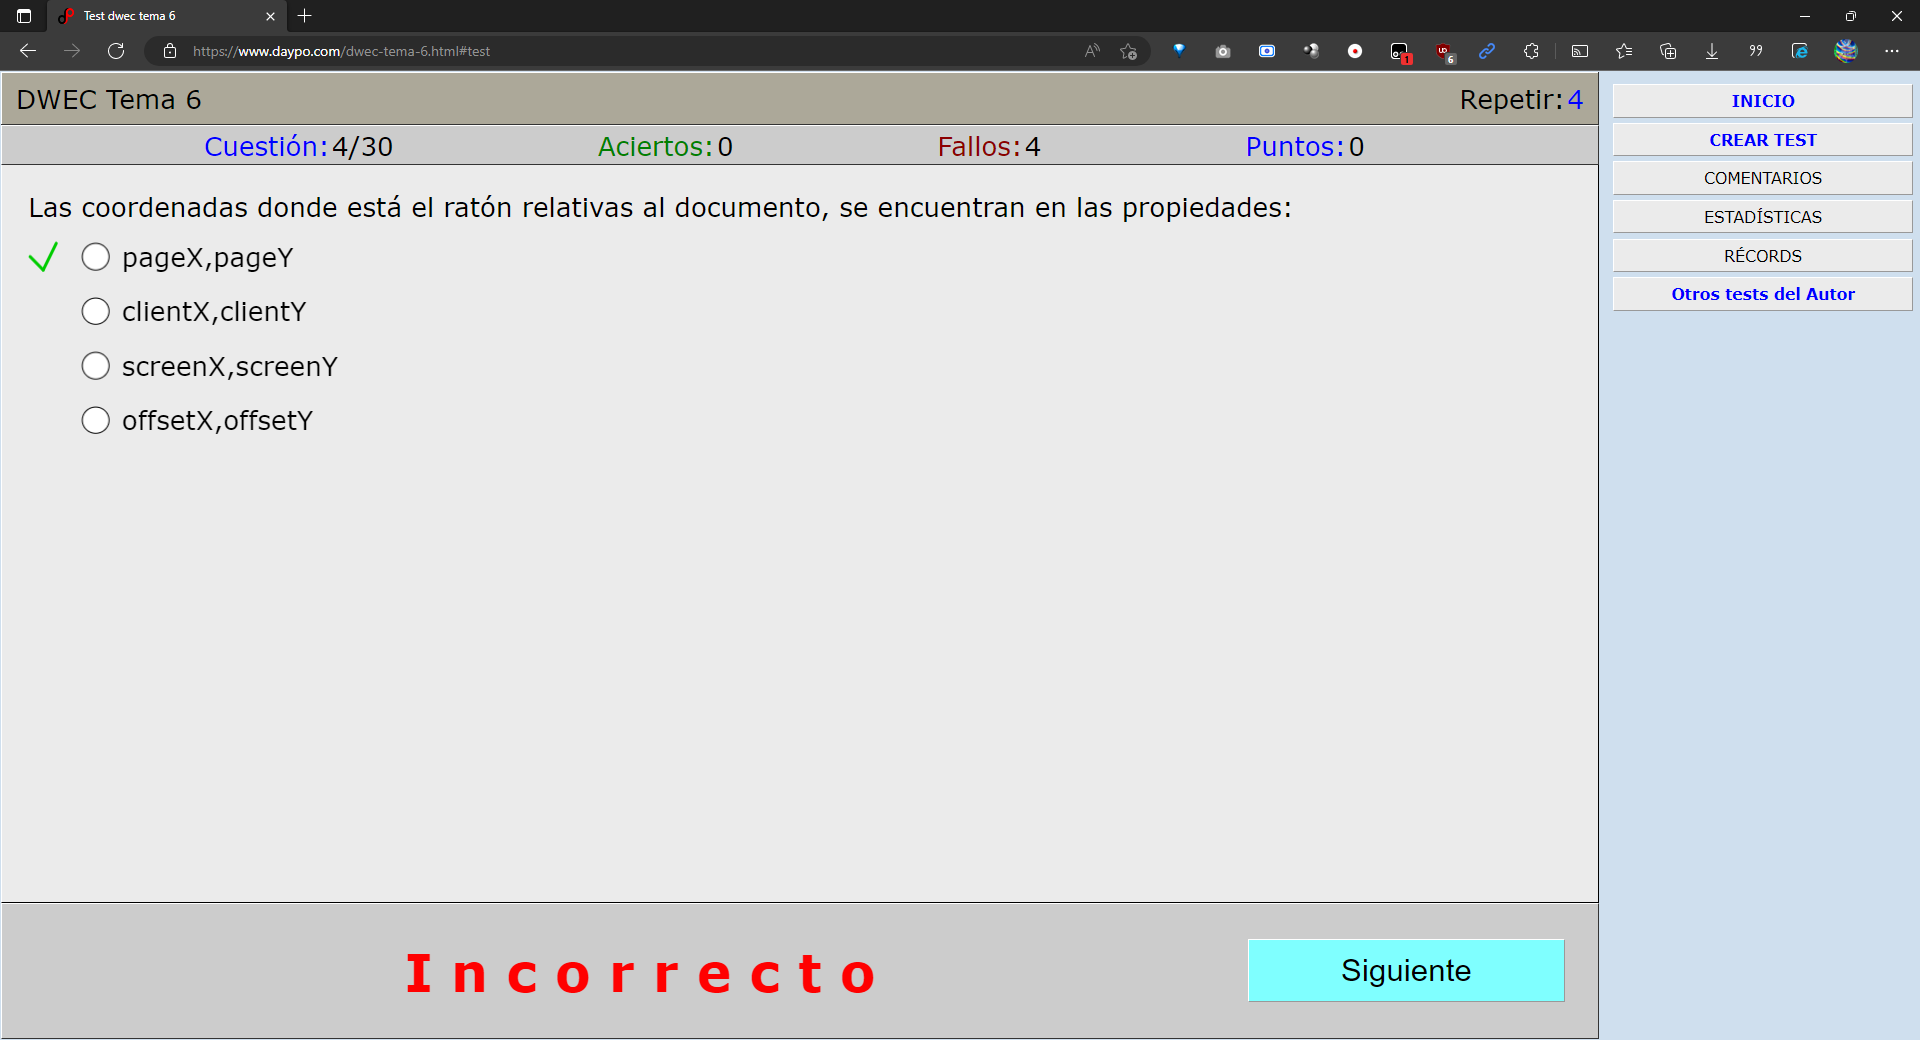 Test dwec tema 6
https://www.daypo.com/dwec-tema-6.html#test
1
6
DWEC Tema 6
Repetir: 4
Cuestión: 4/30 Aciertos: 0 Fallos: 4 Puntos: 0
Las coordenadas donde está el ratón relativas al documento, se encuentran en las propiedades:
pageX,pageY
clientX,clientY
screenX,screenY
offsetX,offsetY
Incorrecto
Siguiente
INICIO
CREAR TEST
COMENTARIOS
ESTADÍSTICAS
RÉCORDS
Otros tests del Autor